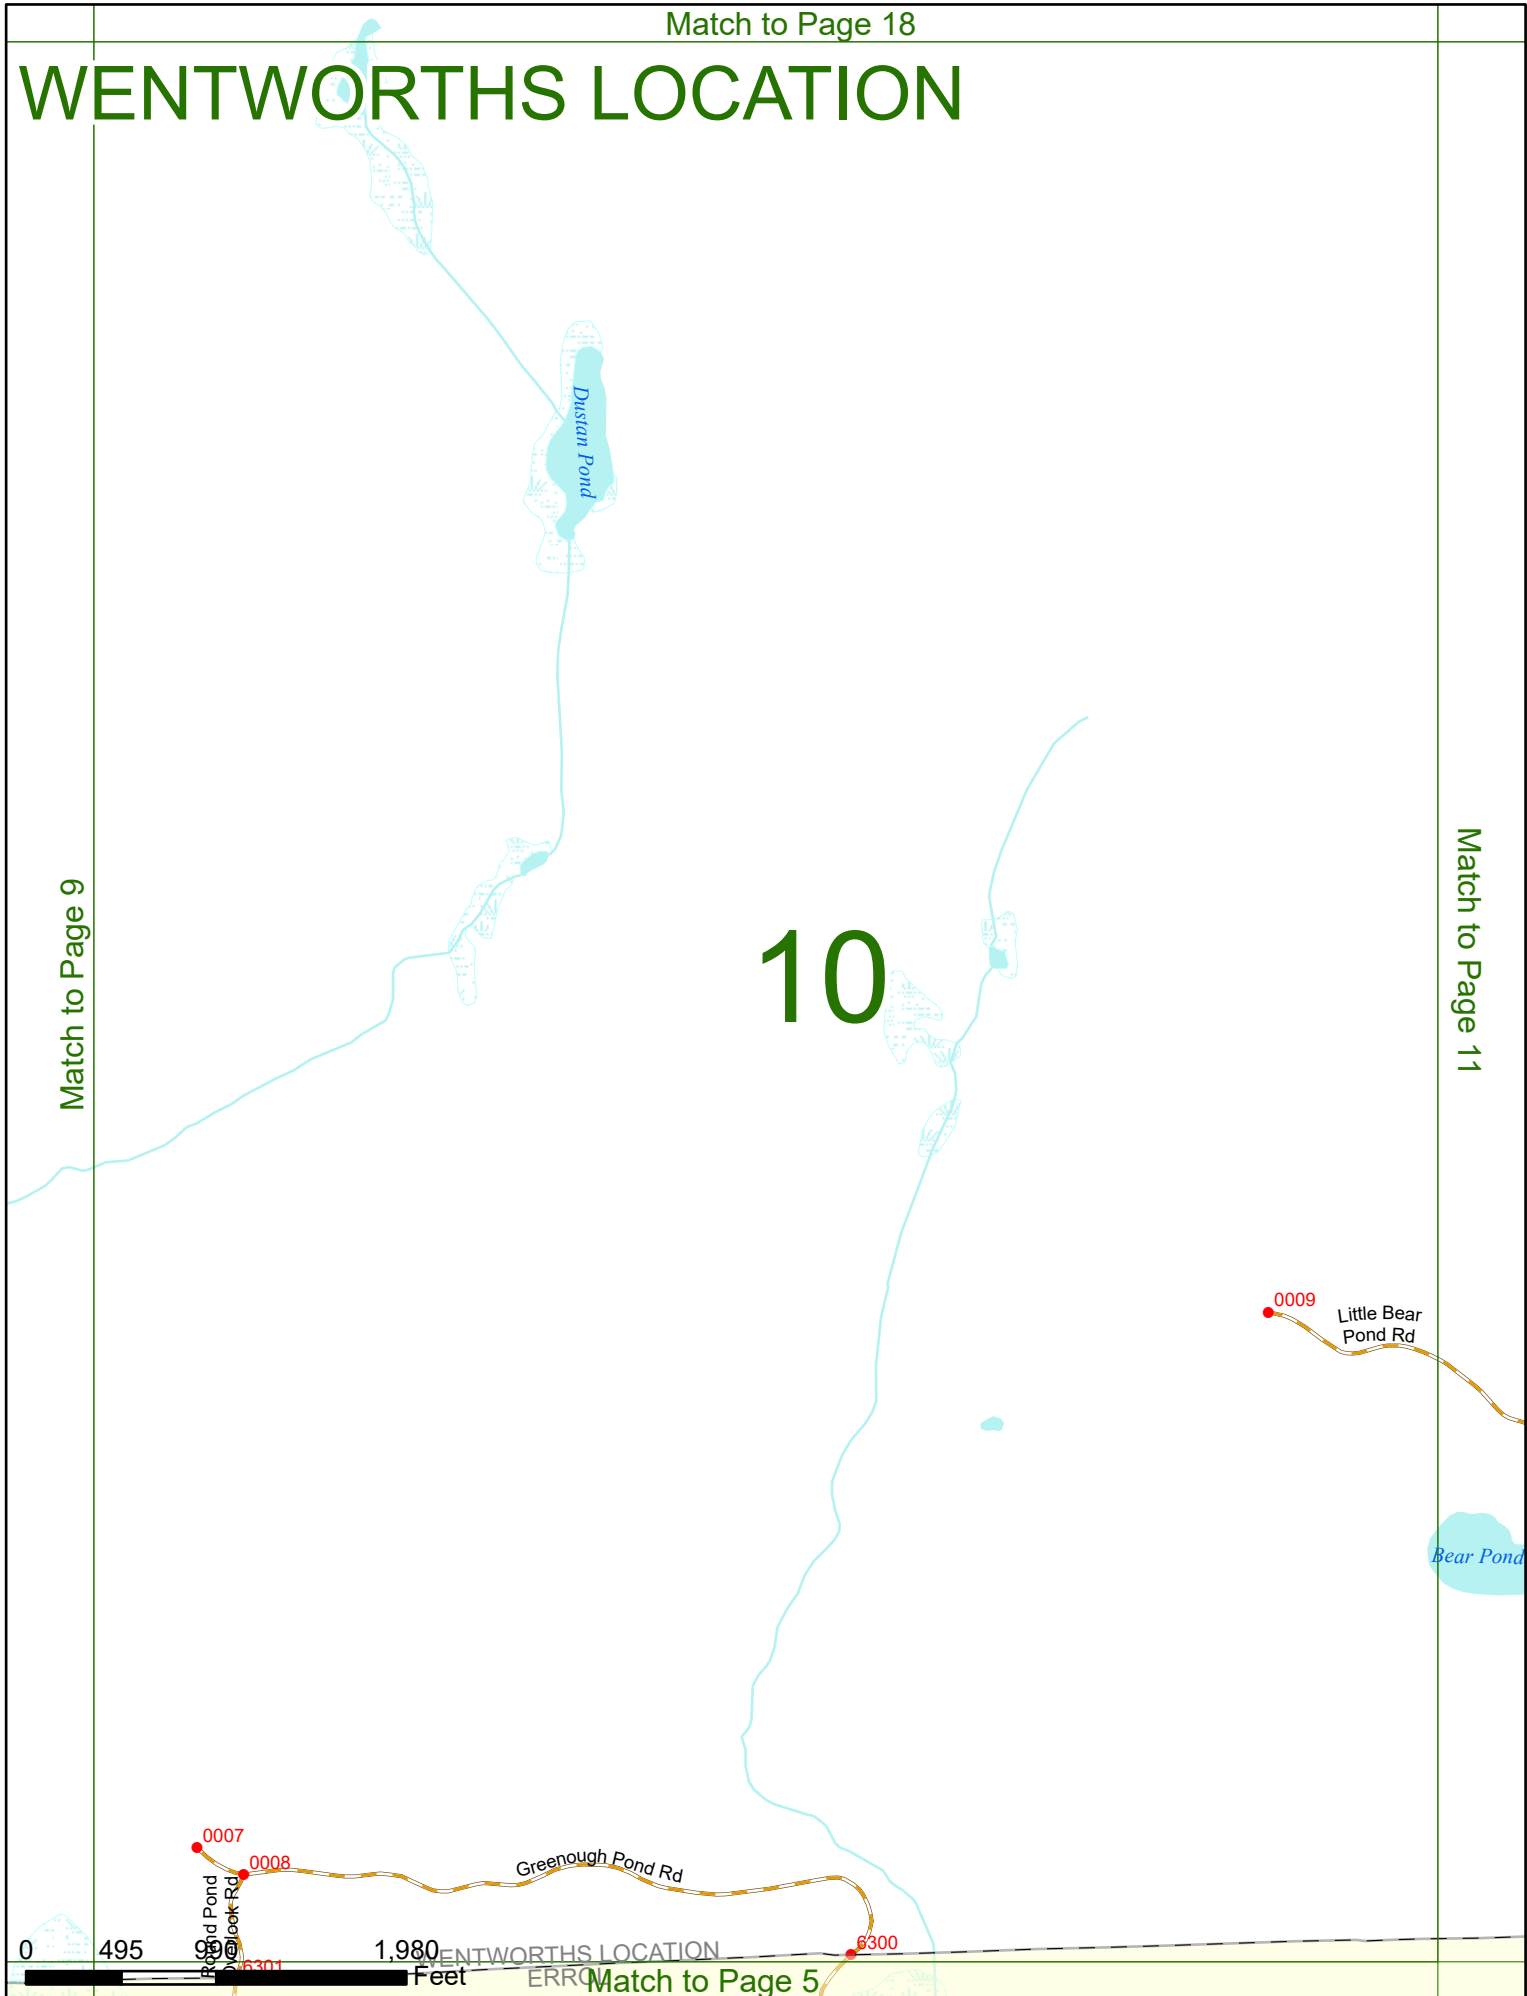 Match to Page 18
WENTWORTHS LOCATION
Dustan Pond
Match to Page 9
10
Match to Page 11
0009
Little Bear
Pond Rd
Bear Pond
0007
0008
Greenough Pond Rd
Round Pond
Overlook Rd
6300
6301
0 495 990 1,980
Feet
WENTWORTHS LOCATION
ERROL
Match to Page 5